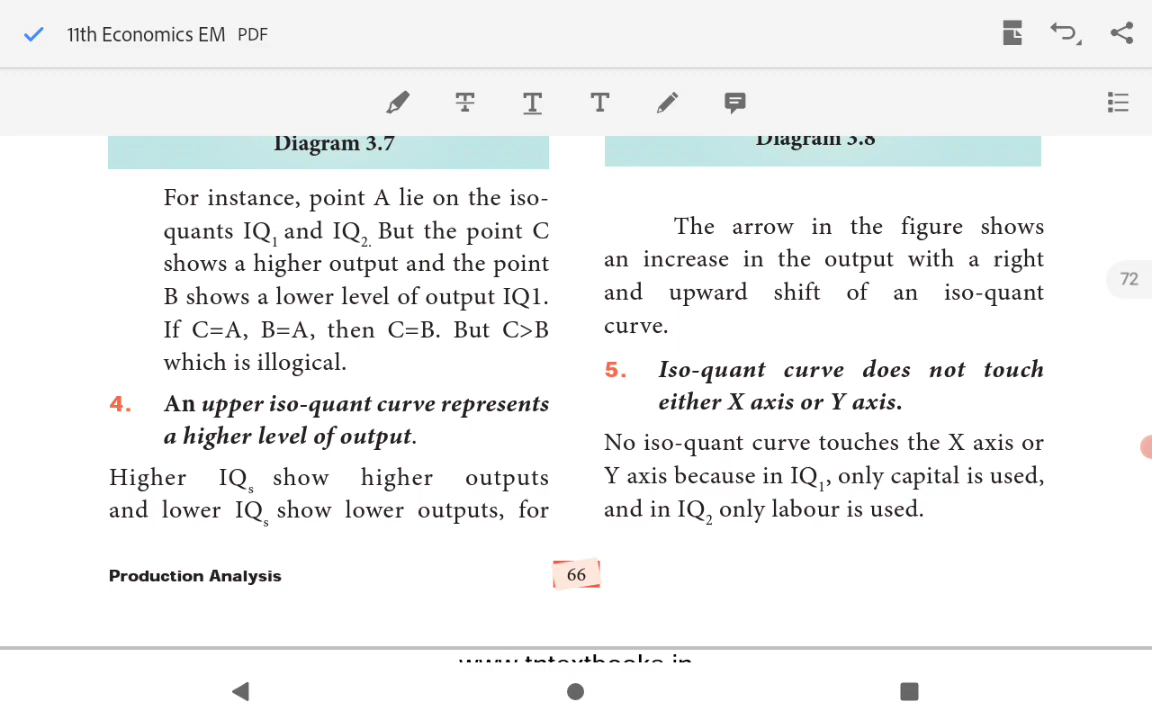 11th Economics EM PDF
Diagram 3.7
For instance, point A lie on the iso-
quants IQ1 and IQ2. But the point C
shows a higher output and the point
B shows a lower level of output IQ1.
If C=A, B=A, then C=B. But C>B
which is illogical.
4. An upper iso-quant curve represents
a higher level of output.
Higher IQs show higher outputs
and lower IQs show lower outputs, for
Diagram 3.8
The arrow in the figure shows
an increase in the output with a right
and upward shift of an iso-quant
curve.
5. Iso-quant curve does not touch
either X axis or Y axis.
No iso-quant curve touches the X axis or
Y axis because in IQ1, only capital is used,
and in IQ2 only labour is used.
72
Production Analysis
66
www.tntextbooks.in